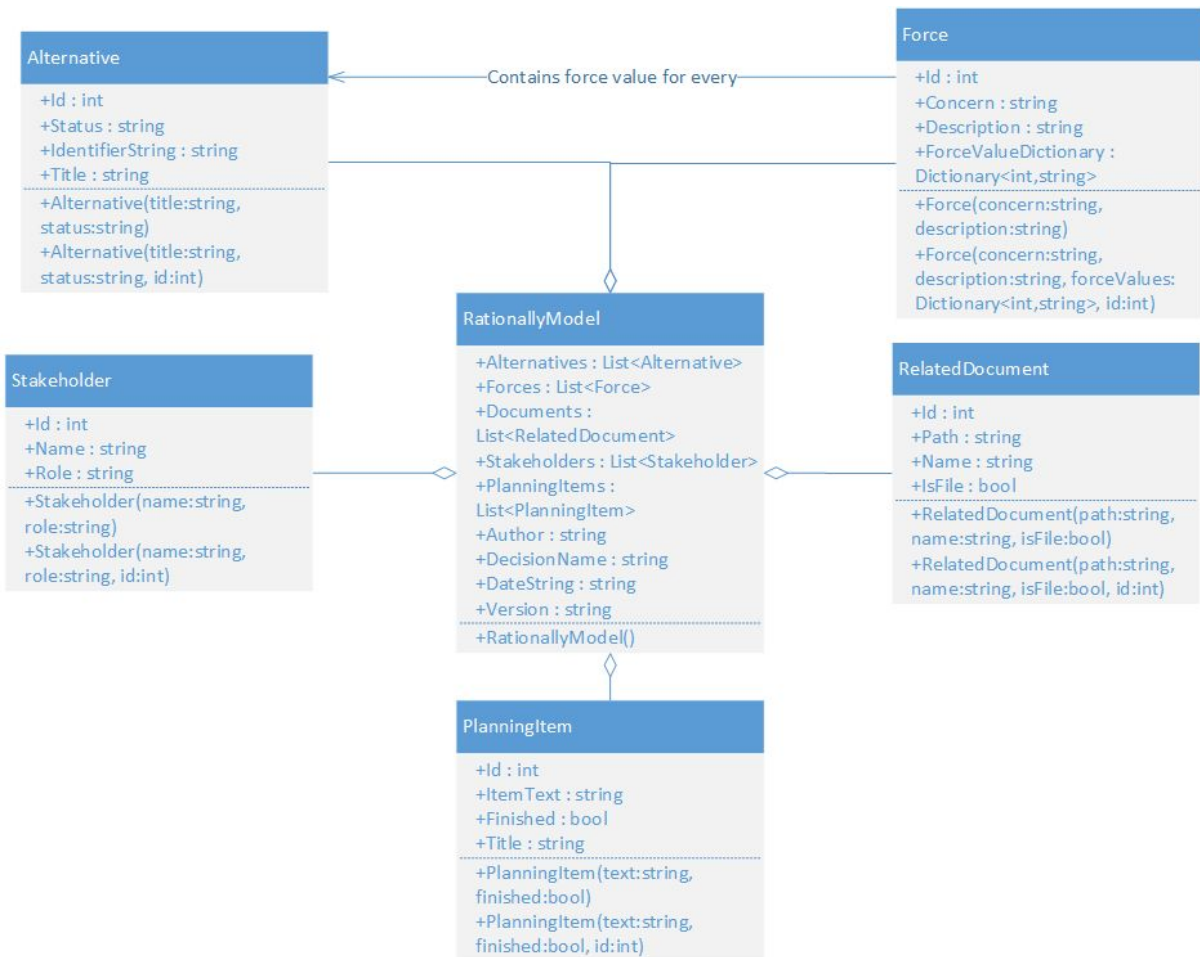 Alternative
+Id : int
+Status : string
+IdentifierString : string
+Title : string
+Alternative(title:string,
status:string)
+Alternative(title:string,
status:string, id:int)
Contains force value for every
Force
+Id : int
+Concern : string
+Description : string
+ForceValueDictionary :
Dictionary<int,string>
+Force(concern:string,
description:string)
+Force(concern:string,
description:string, forceValues:
Dictionary<int,string>, id:int)
Stakeholder
+Id : int
+Name : string
+Role : string
+Stakeholder(name:string,
role:string)
+Stakeholder(name:string,
role:string, id:int)
RationallyModel
+Alternatives : List<Alternative>
+Forces : List<Force>
+Documents :
List<RelatedDocument>
+Stakeholders : List<Stakeholder>
+PlanningItems :
List<PlanningItem>
+Author : string
+DecisionName : string
+DateString : string
+Version : string
+RationallyModel()
RelatedDocument
+Id : int
+Path : string
+Name : string
+IsFile : bool
+RelatedDocument(path:string,
name:string, isFile:bool)
+RelatedDocument(path:string,
name:string, isFile:bool, id:int)
PlanningItem
+Id : int
+ItemText : string
+Finished : bool
+Title : string
+PlanningItem(text:string,
finished:bool)
+PlanningItem(text:string,
finished:bool, id:int)